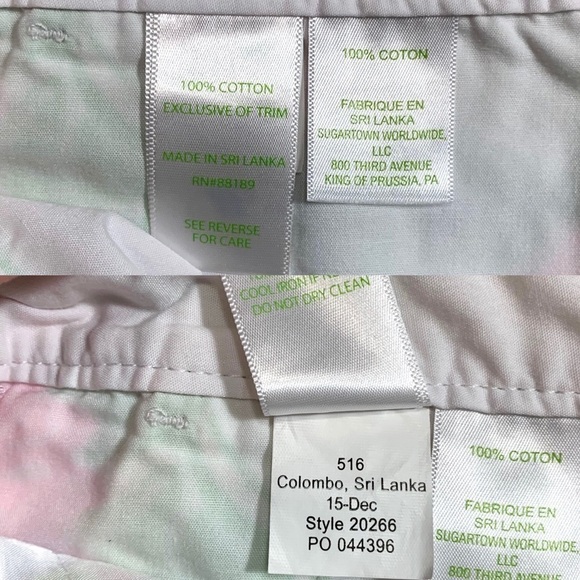 100% COTTON
EXCLUSIVE OF TRIM
MADE IN SRI LANKA
RN#88189
SEE REVERSE
FOR CARE
100% COTON
FABRIQUE EN
SRI LANKA
SUGARTOWN WORLDWIDE,
LLC
800 THIRD AVENUE
KING OF PRUSSIA, PA
COOL IRON IF
DO NOT DRY CLEAN
516
Colombo, Sri Lanka
15-Dec
Style 20266
PO 044396
100% COTON
FABRIQUE EN
SRI LANKA
SUGARTOWN WORLDWIDE,
LLC
800 THIRD AVENUE